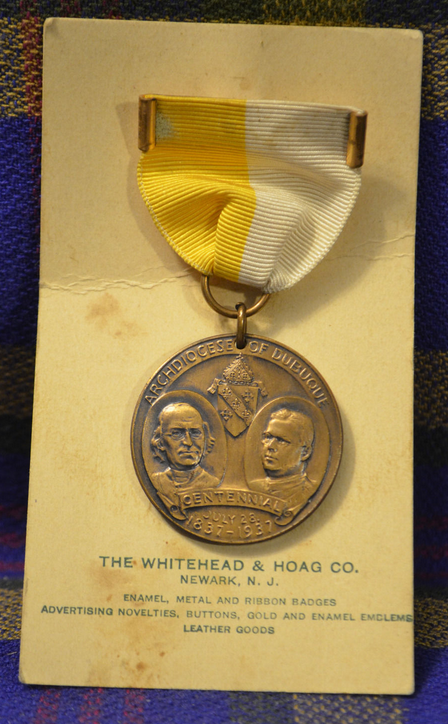 ARCHDIOCESE OF DUBUQUE
CENTENNIAL
JULY 28,
1837-1937
THE WHITEHEAD & HOAG CO.
NEWARK, N. J.
ENAMEL, METAL AND RIBBON BADGES
ADVERTISING NOVELTIES, BUTTONS, GOLD AND ENAMEL EMBLEMS
LEATHER GOODS